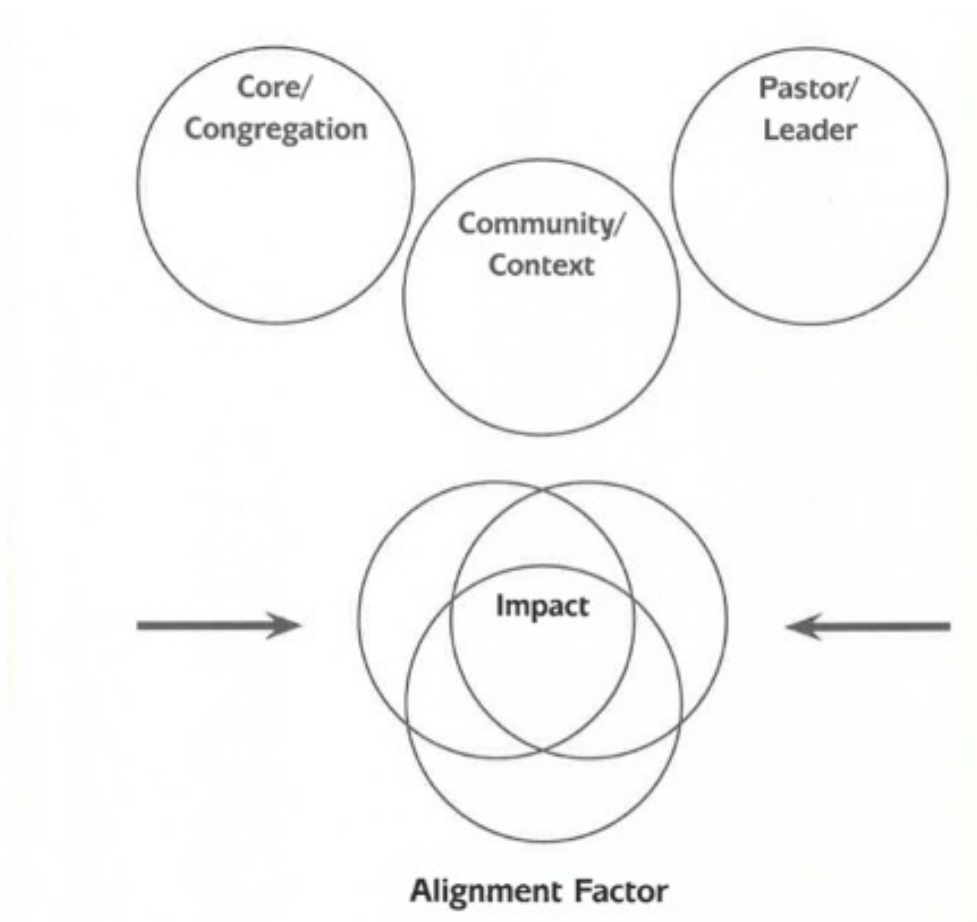 Core/
Congregation
Pastor/
Leader
Community/
Context
Impact
Alignment Factor